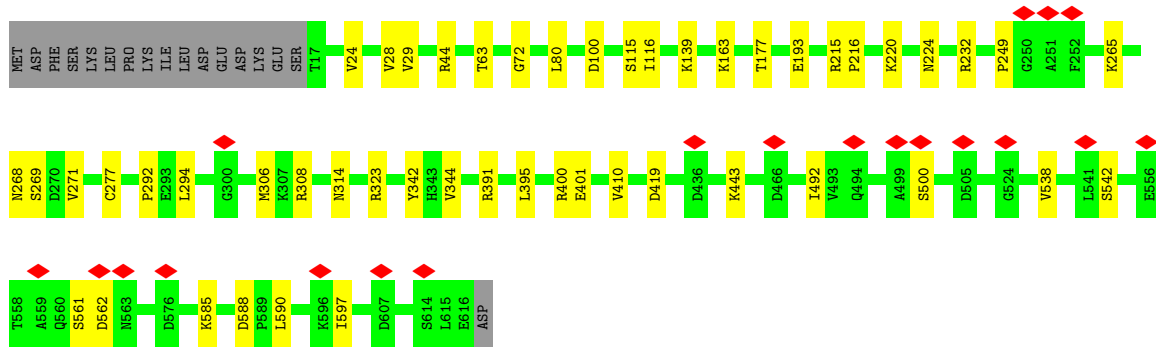 MET ASP PHE SER LYS LEU PRO LYS ILE LEU ASP GLU ASP LYS GLU SER T17 V24 V28 V29 R44 T63 G72 L80 D100 S115 I116 K139 K163 T177 E193 R215 P216 K220 N224 R232 P249 G250 A251 F252 K265
N268 S269 D270 V271 C277 P292 E293 L294 G300 M306 K307 R308 N314 R323 Y342 H343 V344 R391 L395 R400 E401 V410 D419 D436 K443 D466 I492 V493 Q494 A499 S500 D505 G524 V538 L541 S542 E556
T558 A559 Q560 S561 D562 N563 D576 K585 D588 P589 L590 K596 I597 D607 S614 L615 E616 ASP